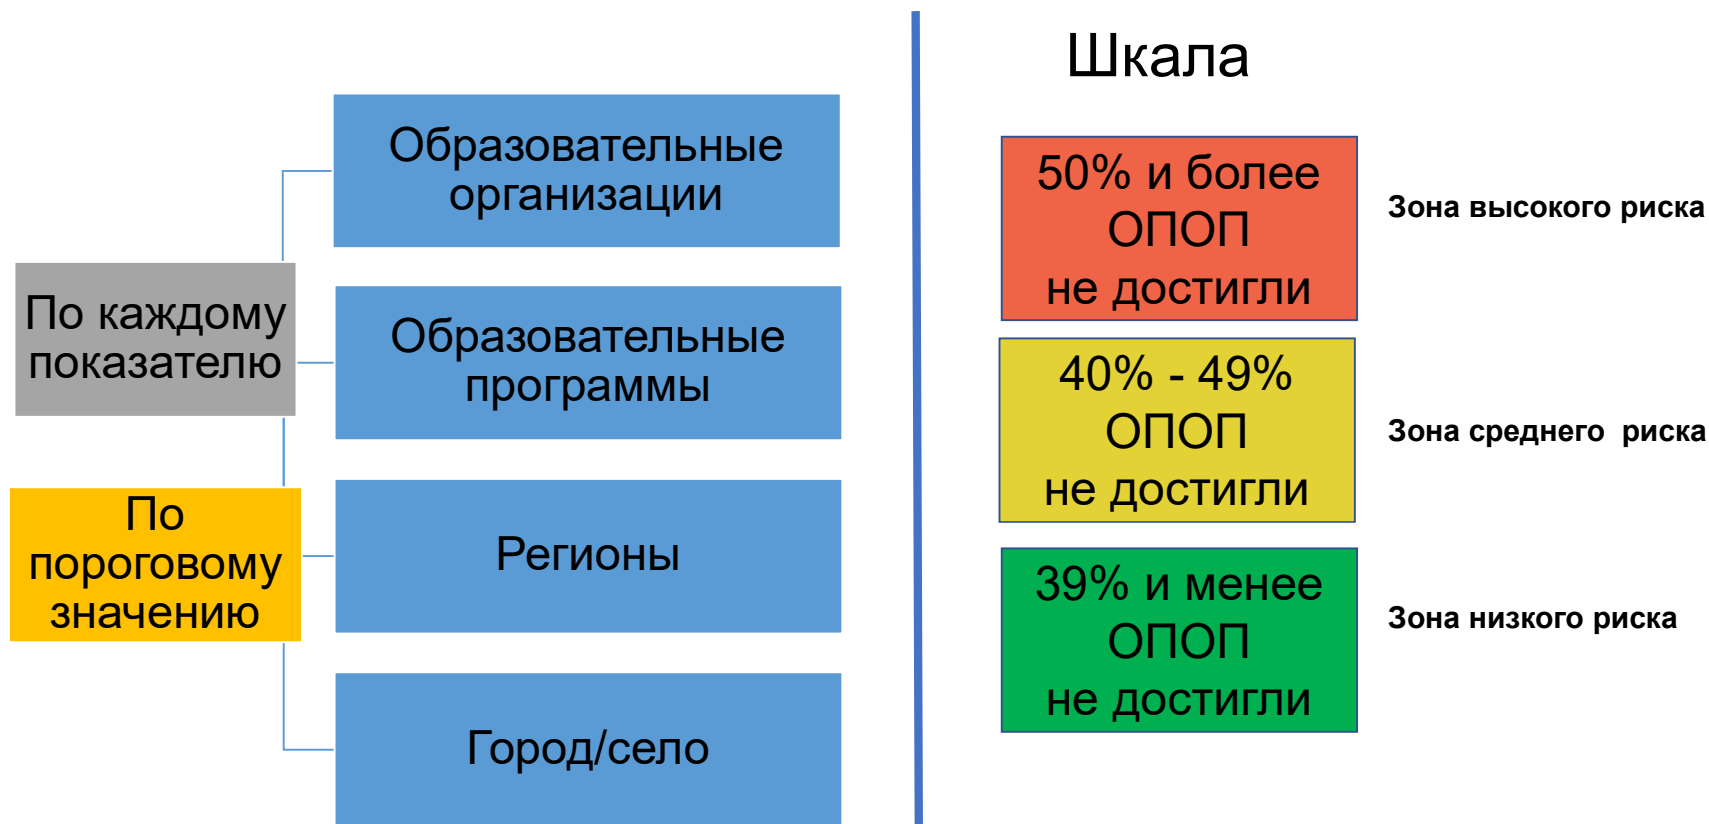 По каждому
показателю
По
пороговому
значению
Образовательные
организации
Образовательные
программы
Регионы
Город/село
Шкала
50% и более
ОПОП
не достигли
Зона высокого риска
40% - 49%
ОПОП
не достигли
Зона среднего  риска
39% и менее
ОПОП
не достигли
Зона низкого риска